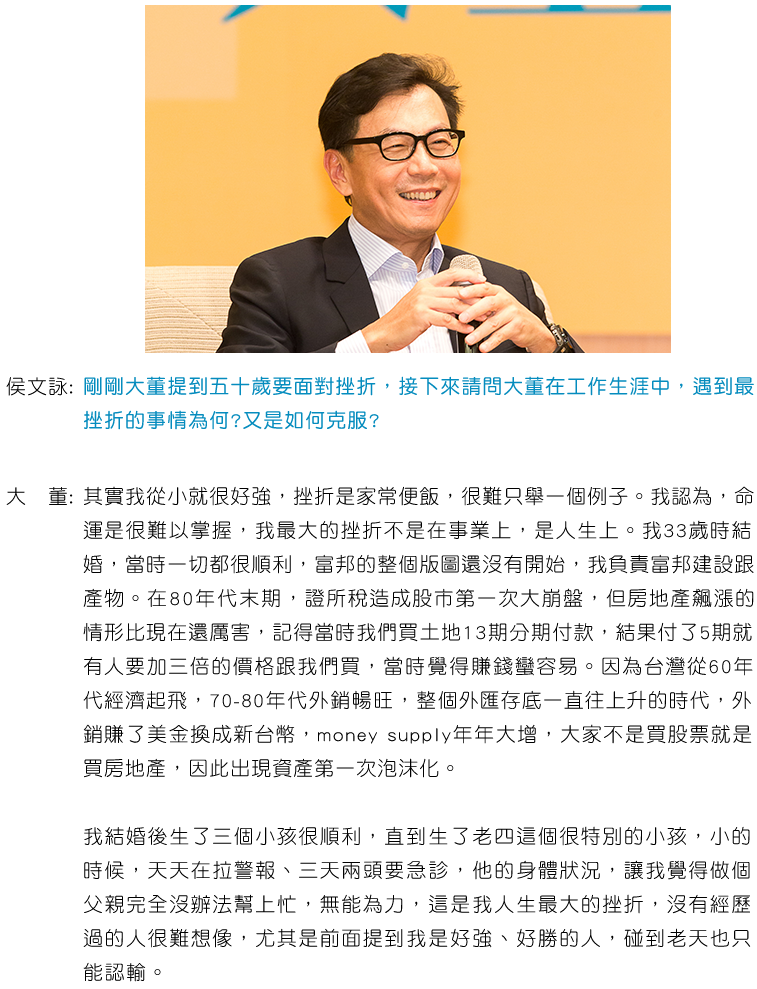 侯文詠: 剛剛大董提到五十歲要面對挫折，接下來請問大董在工作生涯中，遇到最
挫折的事情為何?又是如何克服?
大　董: 其實我從小就很好強，挫折是家常便飯，很難只舉一個例子。我認為，命
運是很難以掌握，我最大的挫折不是在事業上，是人生上。我33歲時結
婚，當時一切都很順利，富邦的整個版圖還沒有開始，我負責富邦建設跟
產物。在80年代末期，證所稅造成股市第一次大崩盤，但房地產飆漲的
情形比現在還厲害，記得當時我們買土地13期分期付款，結果付了5期就
有人要加三倍的價格跟我們買，當時覺得賺錢蠻容易。因為台灣從60年
代經濟起飛，70-80年代外銷暢旺，整個外匯存底一直往上升的時代，外
銷賺了美金換成新台幣，money supply年年大增，大家不是買股票就是
買房地產，因此出現資產第一次泡沫化。
我結婚後生了三個小孩很順利，直到生了老四這個很特別的小孩，小的
時候，天天在拉警報、三天兩頭要急診，他的身體狀況，讓我覺得做個
父親完全沒辦法幫上忙，無能為力，這是我人生最大的挫折，沒有經歷
過的人很難想像，尤其是前面提到我是好強、好勝的人，碰到老天也只
能認輸。